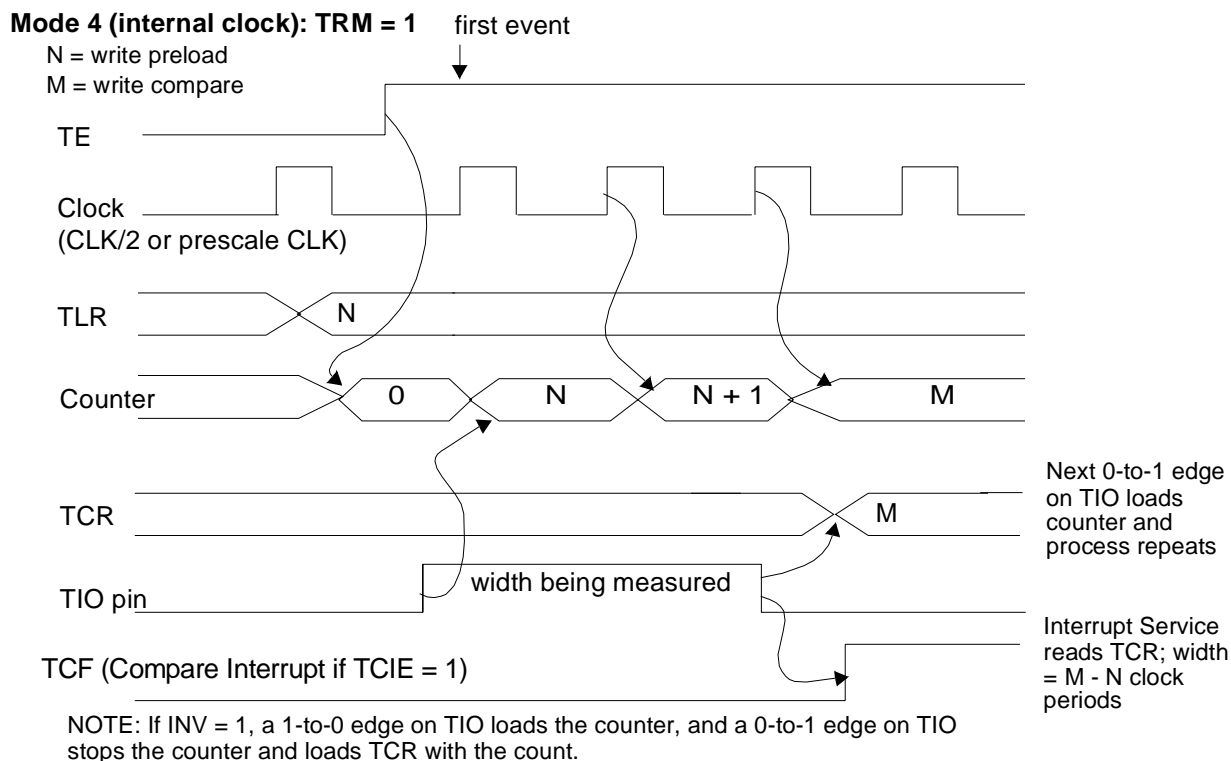 Mode 4 (internal clock): TRM = 1
first event
N = write preload
M = write compare
TE
Clock
(CLK/2 or prescale CLK)
TLR
N
Counter
0
N
N + 1
M
TCR
M
Next 0-to-1 edge
on TIO loads
counter and
process repeats
TIO pin
width being measured
TCF (Compare Interrupt if TCIE = 1)
Interrupt Service
reads TCR; width
= M - N clock
periods
NOTE: If INV = 1, a 1-to-0 edge on TIO loads the counter, and a 0-to-1 edge on TIO
stops the counter and loads TCR with the count.